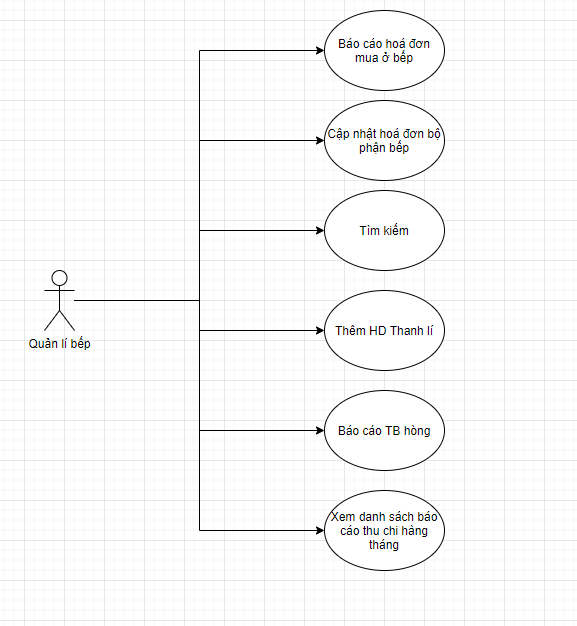 Báo cáo hoá đơn
mua ở bếp
Cập nhật hoá đơn bộ
phận bếp
Tìm kiếm
Quản lí bếp
Thêm HD Thanh lí
Báo cáo TB hỏng
Xem danh sách báo
cáo thu chi hàng
tháng